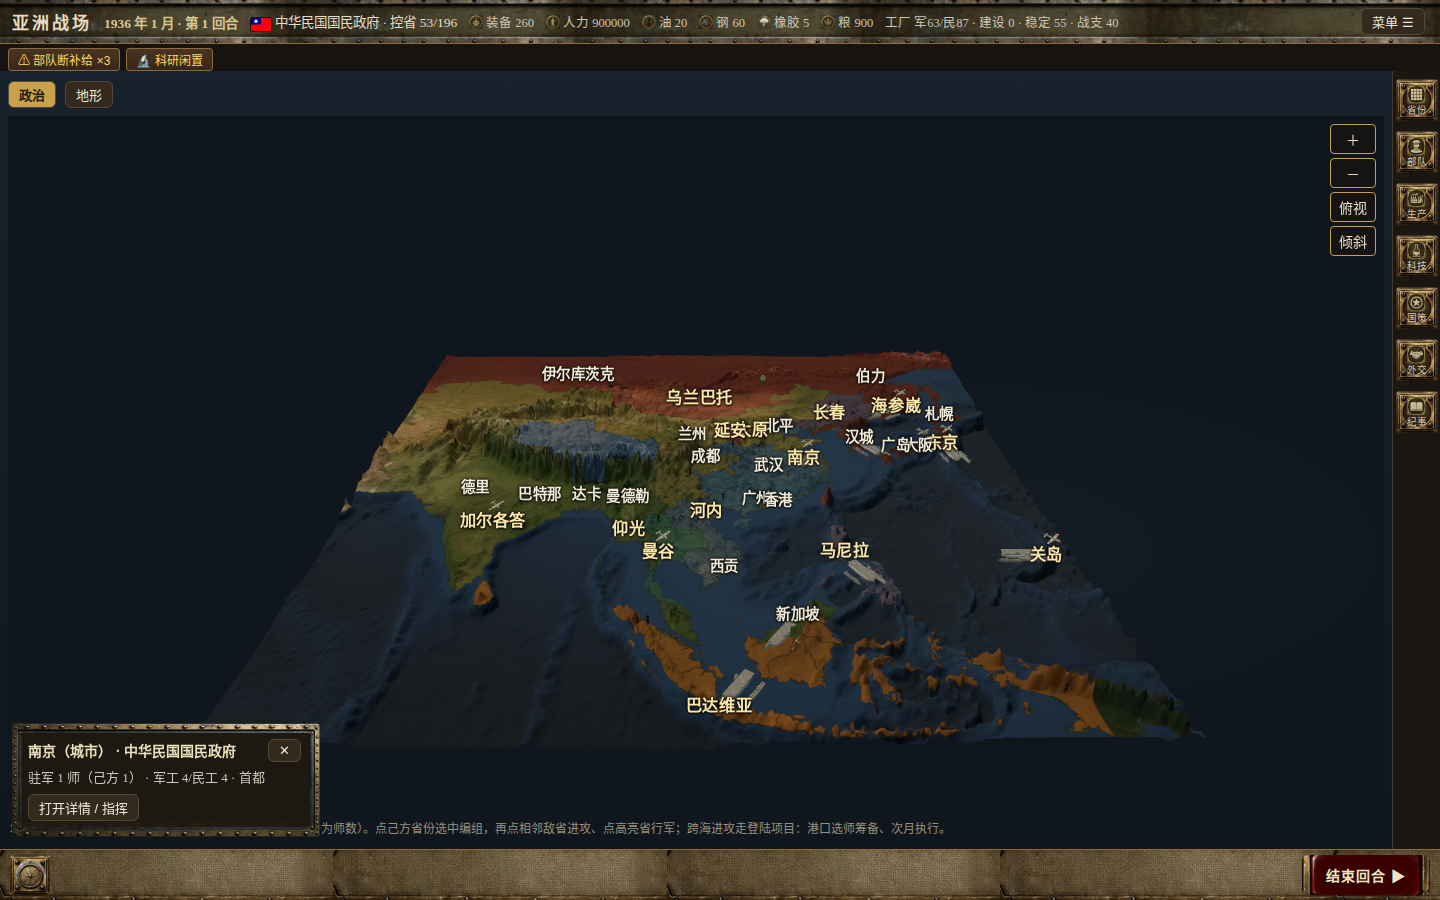 亚洲战场 1936 年 1 月 · 第 1 回合 中华民国国民政府 · 控省 53/196 装备 260 人力 900000 油 20 钢 60 橡胶 5 粮 900 工厂 军63/民87 · 建设 0 · 稳定 55 · 战支 40 菜单 ☰
⚠ 部队断补给 ×3 科研闲置
政治 地形
+
−
俯视
倾斜
省份
部队
生产
科技
国策
外交
纪事
伊尔库茨克 伯力
乌兰巴托
长春 海参崴 札幌
兰州 延安 太原 北平 汉城 广岛 大阪 东京
成都 武汉 南京
德里 巴特那 达卡 曼德勒 广州 香港
加尔各答 仰光 河内
曼谷 西贡 马尼拉 关岛
新加坡
巴达维亚
南京（城市） · 中华民国国民政府 ✕
驻军 1 师（己方 1） · 军工 4/民工 4 · 首都
打开详情 / 指挥
为师数）。点己方省份选中编组，再点相邻敌省进攻、点高亮省行军；跨海进攻走登陆项目：港口选师筹备、次月执行。
结束回合 ▶